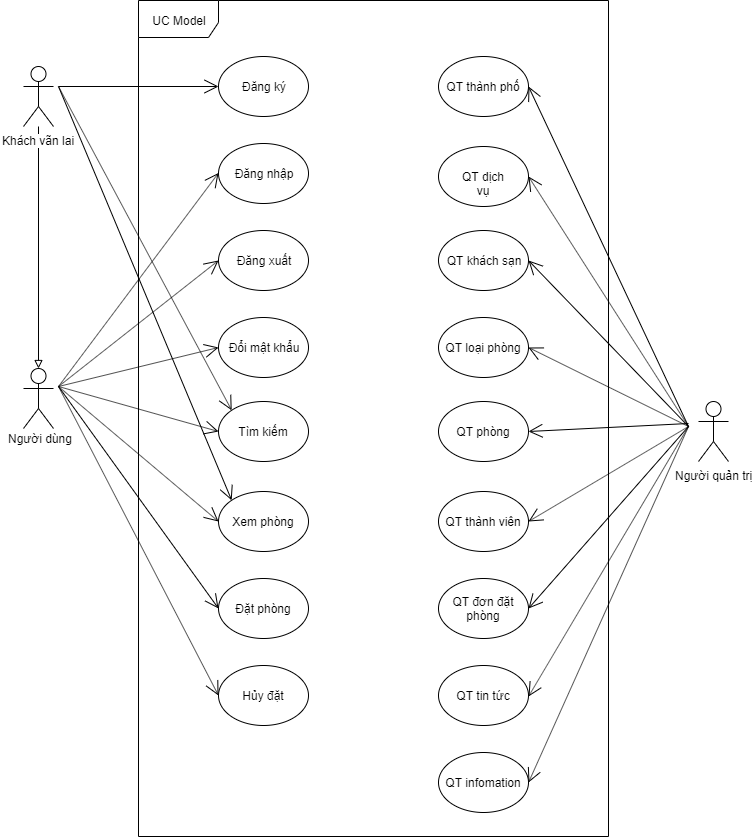 UC Model
Khách vãn lai
Người dùng
Đăng ký
Đăng nhập
Đăng xuất
Đổi mật khẩu
Tìm kiếm
Xem phòng
Đặt phòng
Hủy đặt
QT thành phố
QT dịch
vụ
QT khách sạn
QT loại phòng
QT phòng
QT thành viên
QT đơn đặt
phòng
QT tin tức
QT infomation
Người quản trị